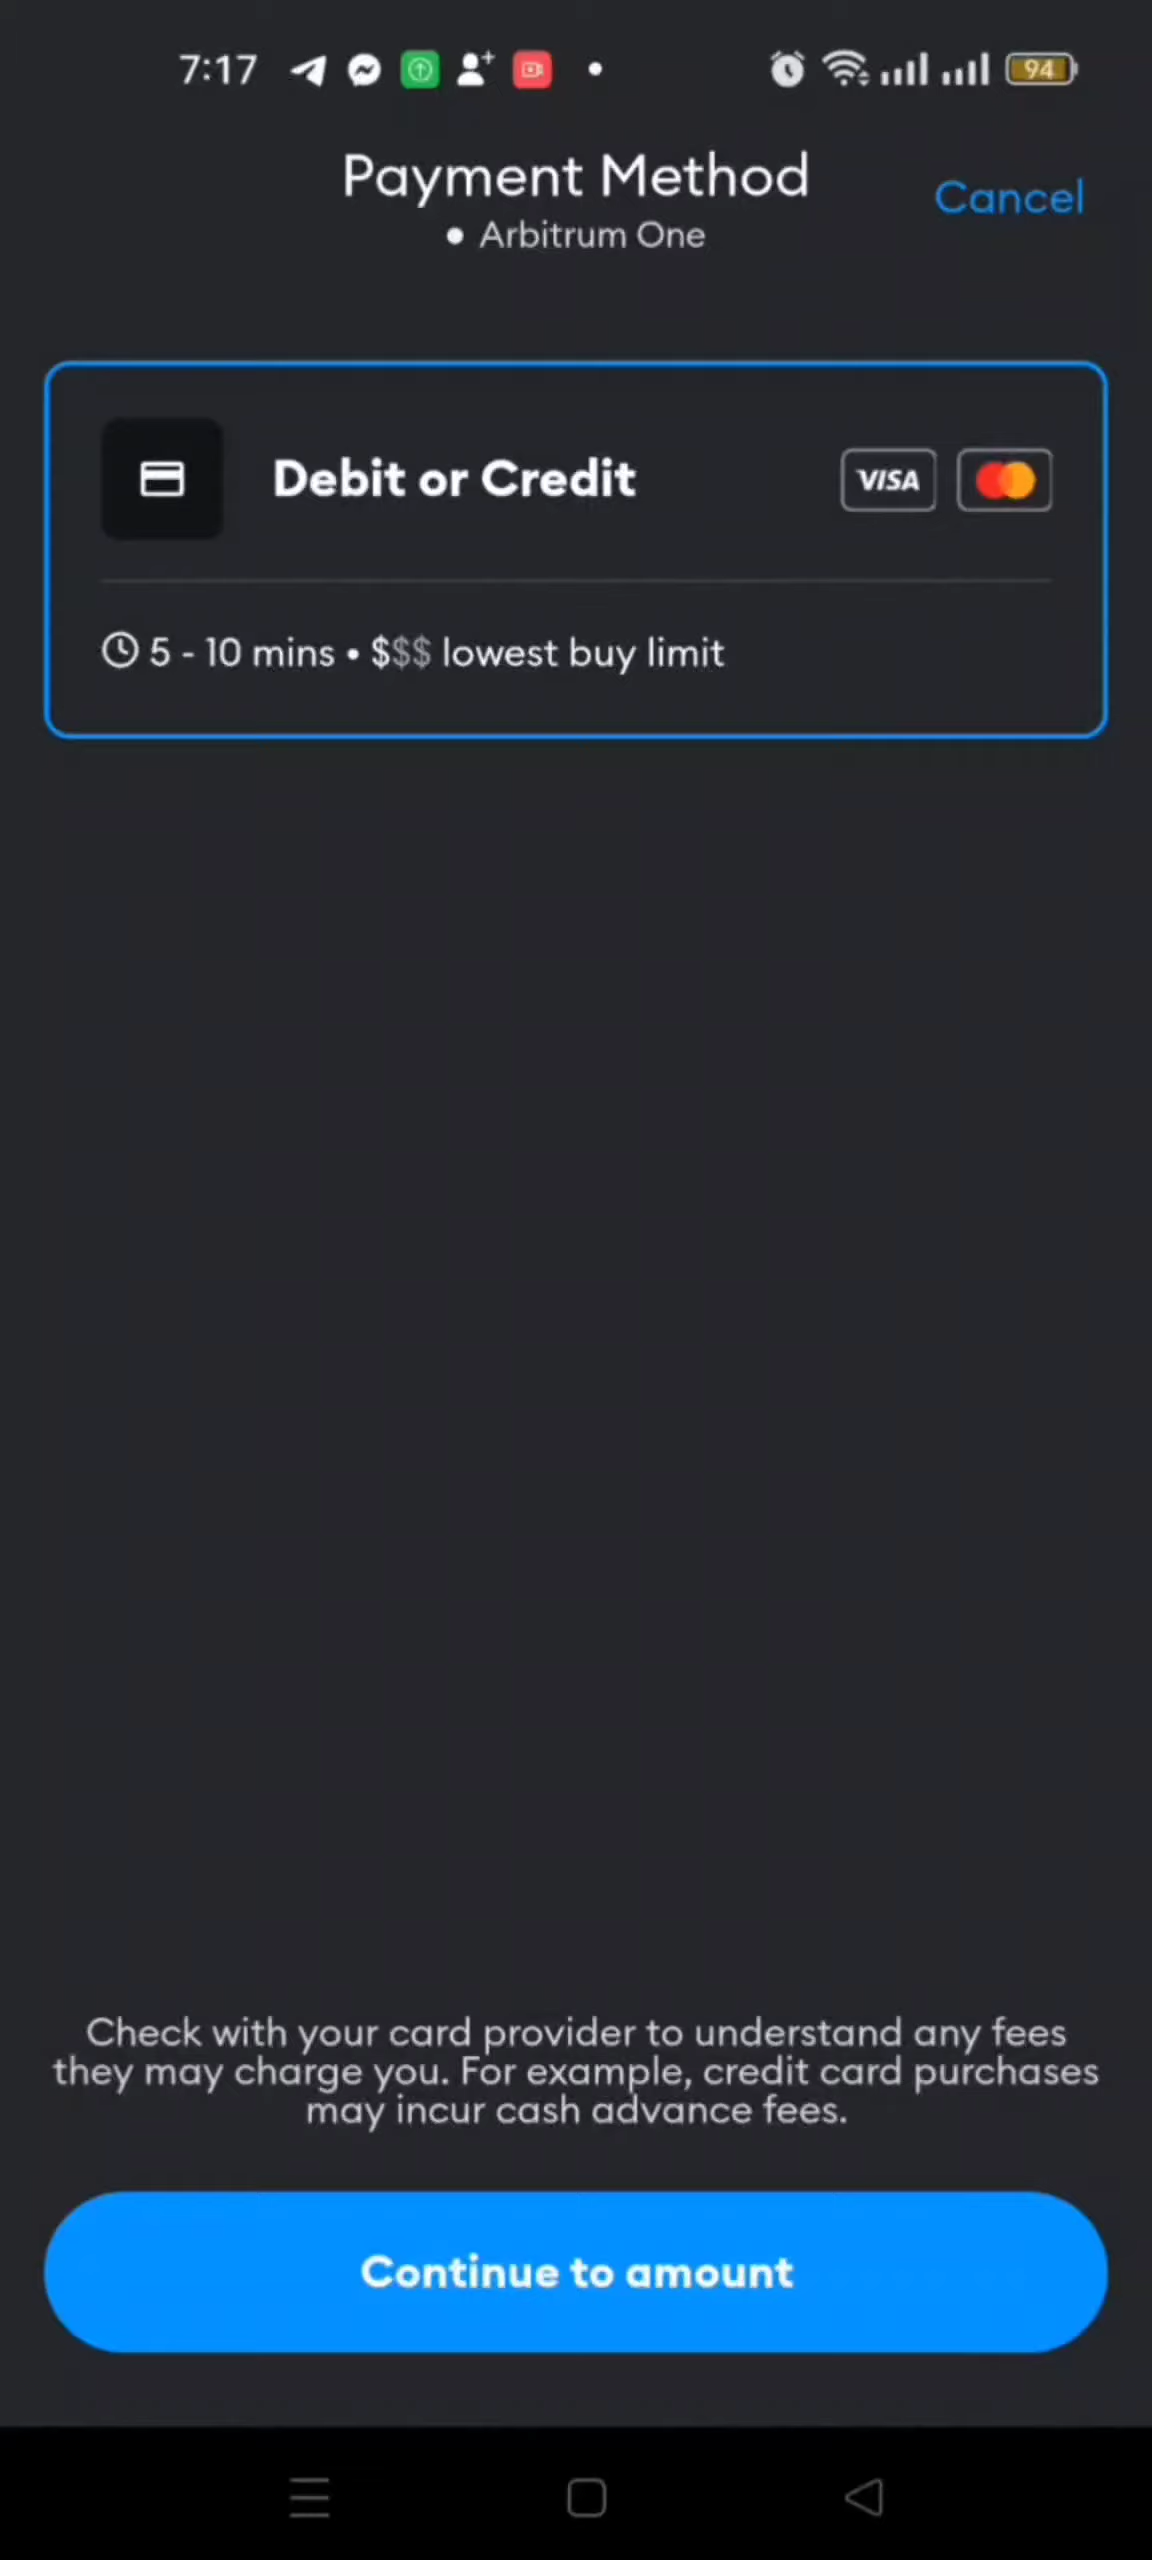 7:17
94
Payment Method
Cancel
• Arbitrum One
Debit or Credit
VISA
5 - 10 mins • $$$ lowest buy limit
Check with your card provider to understand any fees
they may charge you. For example, credit card purchases
may incur cash advance fees.
Continue to amount